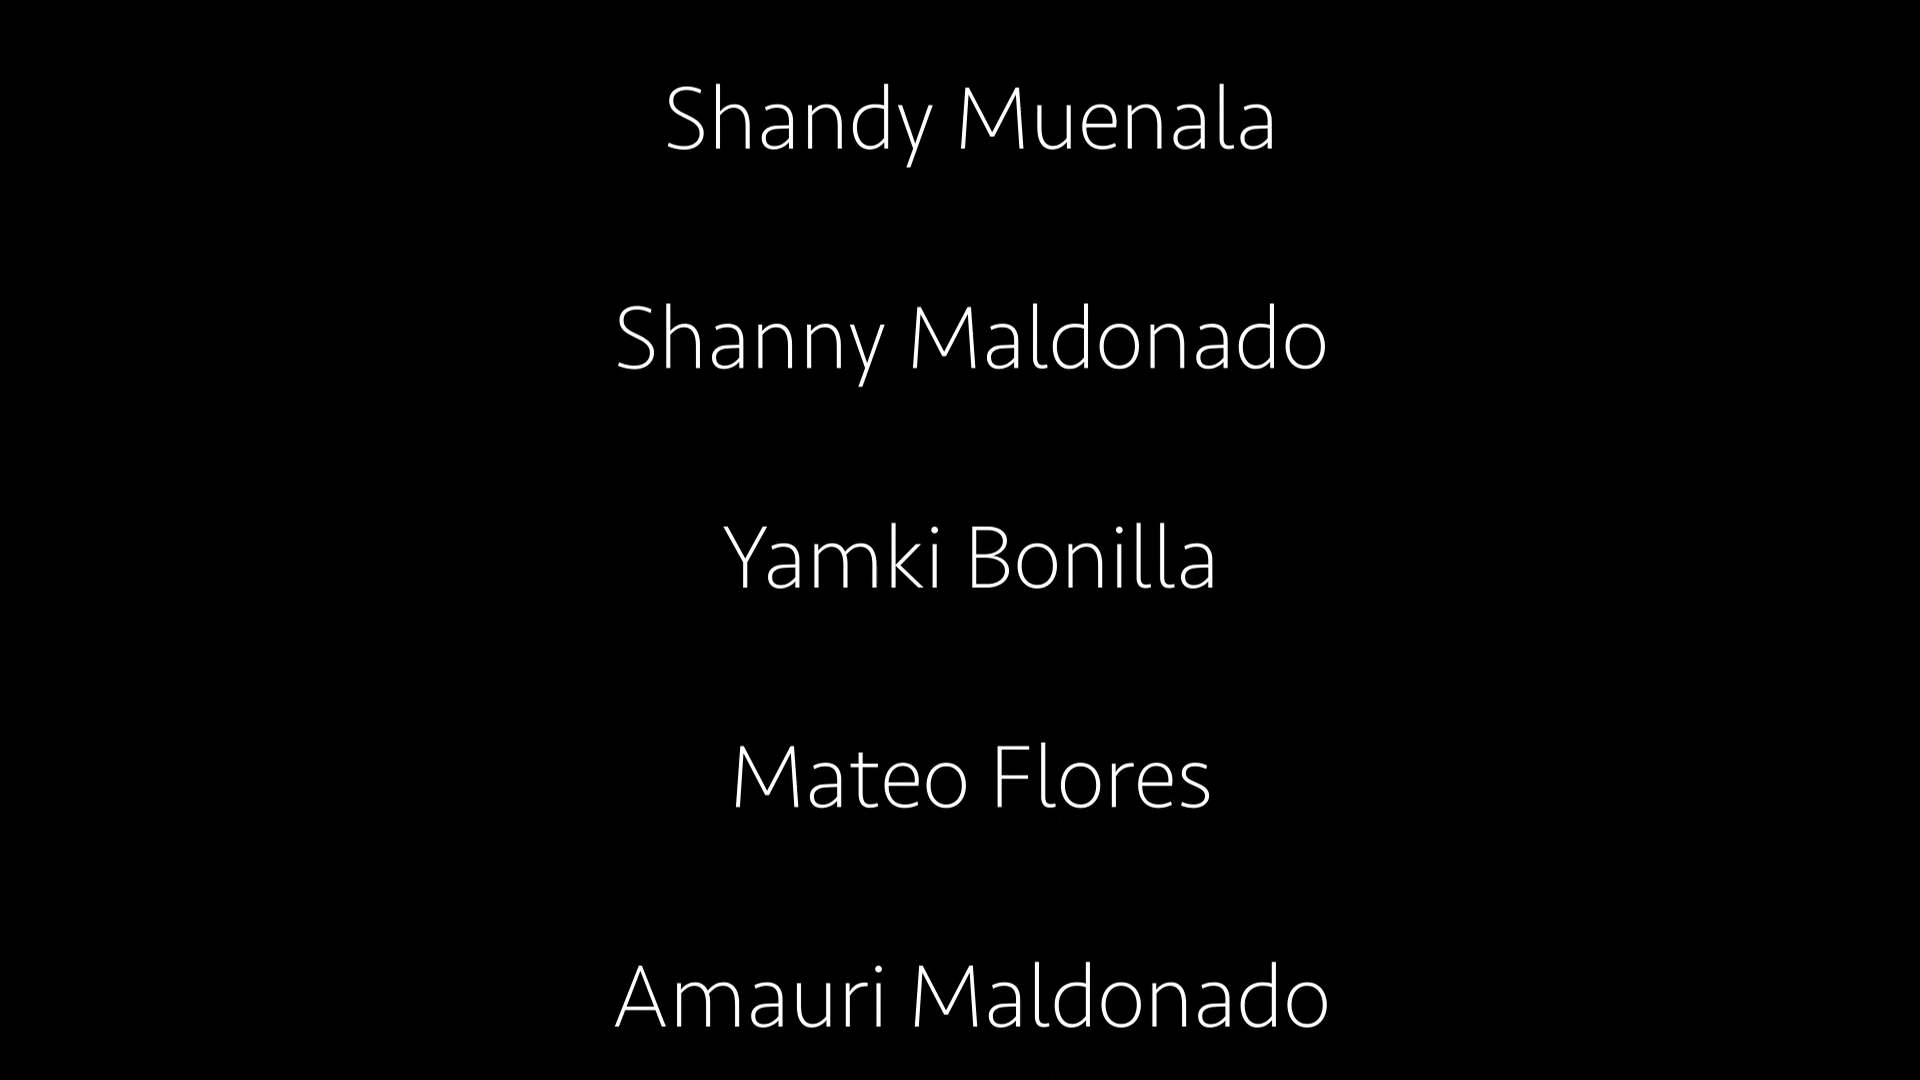 Shandy Muenala
Shanny Maldonado
Yamki Bonilla
Mateo Flores
Amauri Maldonado